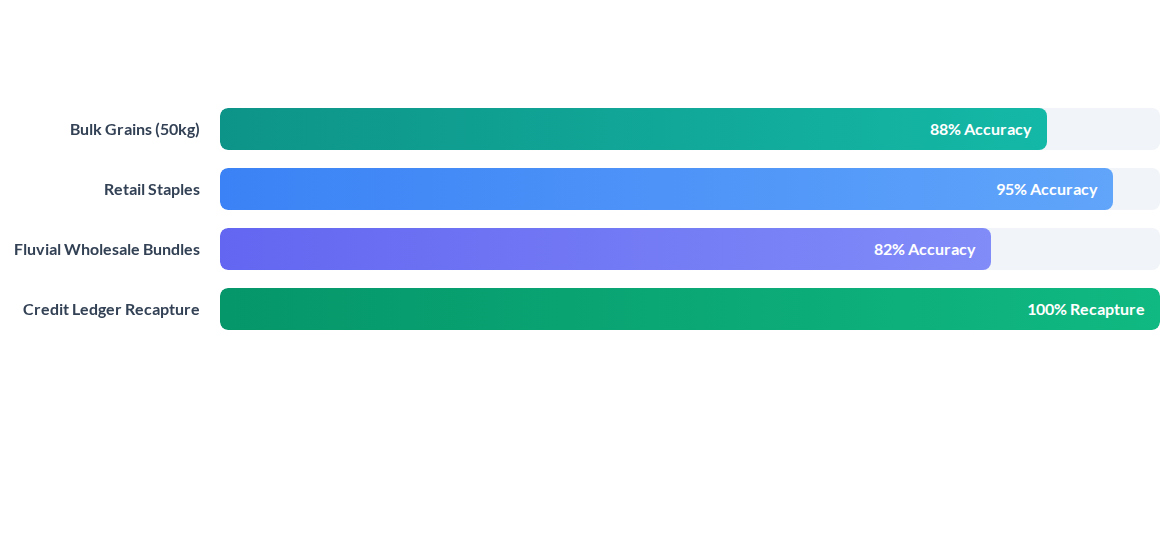 Bulk Grains (50kg)
88% Accuracy
Retail Staples
95% Accuracy
Fluvial Wholesale Bundles
82% Accuracy
Credit Ledger Recapture
100% Recapture